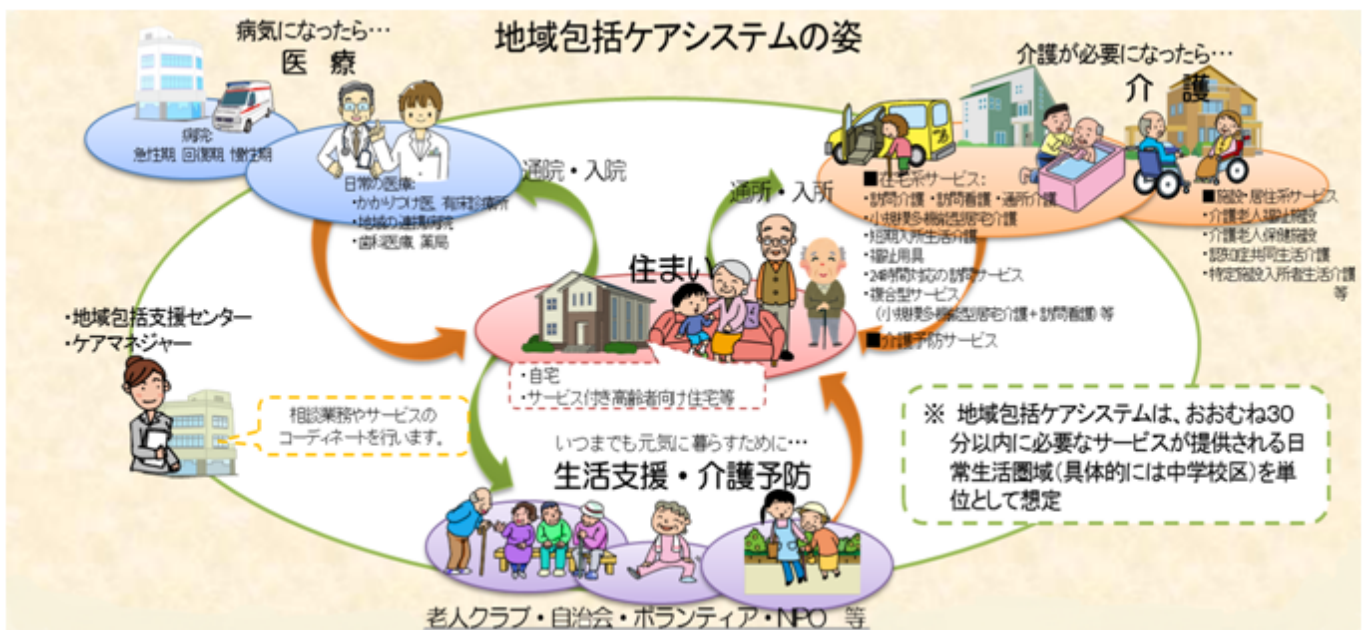 地域包括ケアシステムの姿
病気になったら…
医 療
病院:
急性期、回復期、慢性期
日常の医療:
・かかりつけ医、有床診療所
・地域の連携病院
・歯科医療、薬局
通院・入院
通所・入所
介護が必要になったら…
介 護
■在宅系サービス:
・訪問介護・訪問看護・通所介護
・小規模多機能型居宅介護
・短期入所生活介護
・福祉用具
・24時間対応の訪問サービス
・複合型サービス
(小規模多機能型居宅介護+訪問看護)等
■介護予防サービス
■施設・居住系サービス
・介護老人福祉施設
・介護老人保健施設
・認知症共同生活介護
・特定施設入所者生活介護
等
住まい
・自宅
・サービス付き高齢者向け住宅等
・地域包括支援センター
・ケアマネジャー
相談業務やサービスの
コーディネートを行います。
いつまでも元気に暮らすために…
生活支援・介護予防
老人クラブ・自治会・ボランティア・NPO 等
※ 地域包括ケアシステムは、おおむね30
分以内に必要なサービスが提供される日
常生活圏域(具体的には中学校区)を単
位として想定